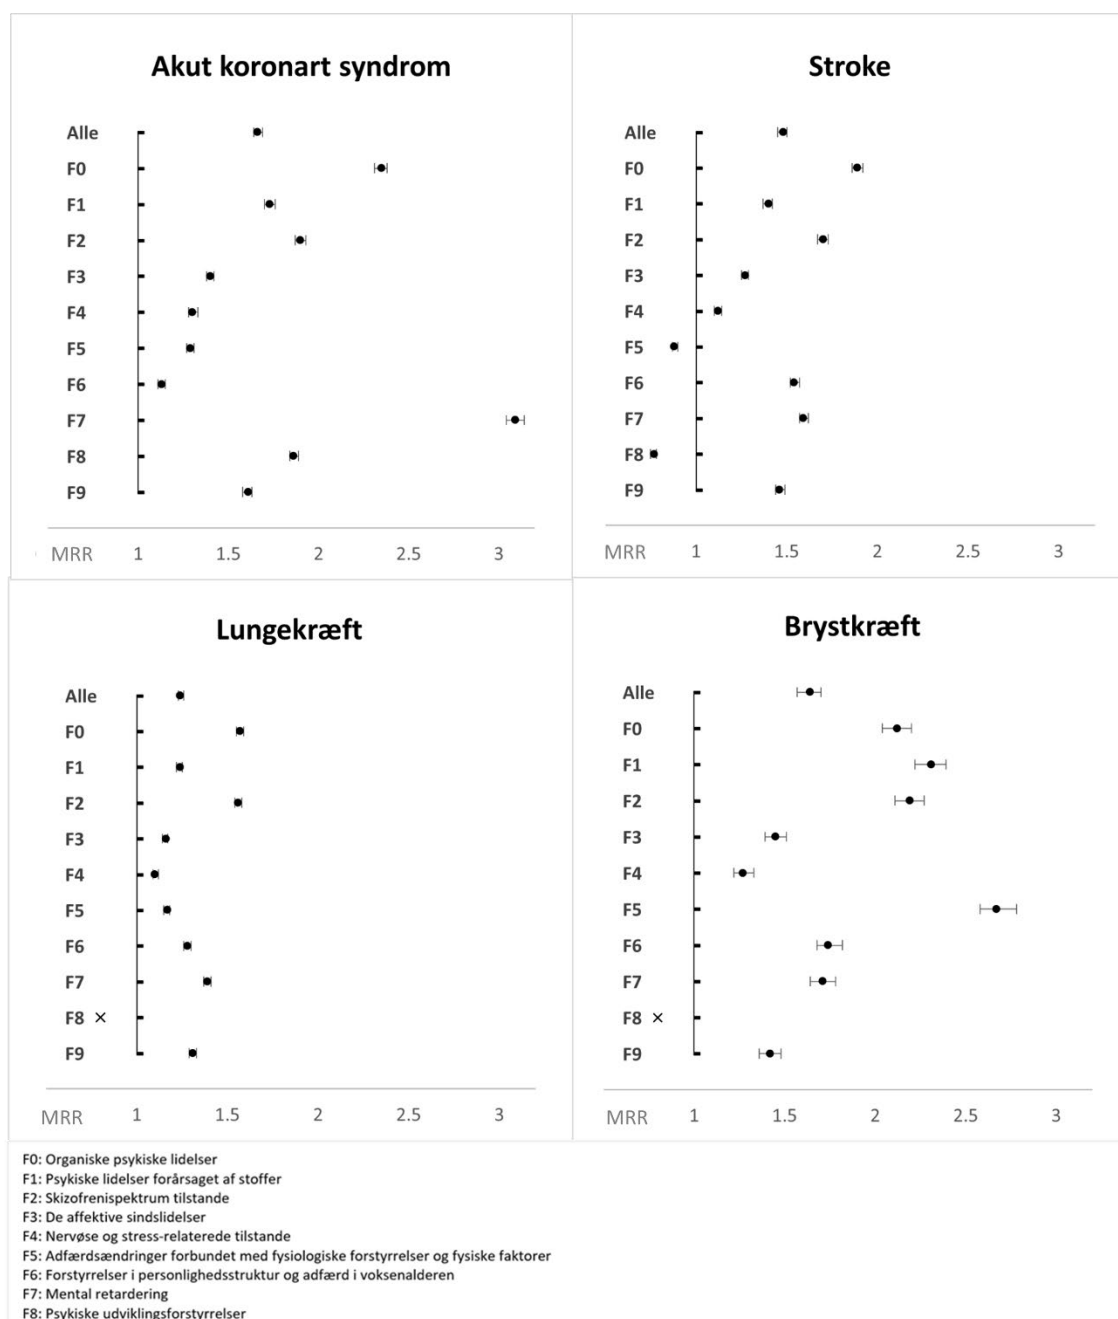 Akut koronart syndrom
Alle
F0
F1
F2
F3
F4
F5
F6
F7
F8
F9
MRR 1 1.5 2 2.5 3
Stroke
Alle
F0
F1
F2
F3
F4
F5
F6
F7
F8
F9
MRR 1 1.5 2 2.5 3
Lungekræft
Alle
F0
F1
F2
F3
F4
F5
F6
F7
F8 ×
F9
MRR 1 1.5 2 2.5 3
Brystkræft
Alle
F0
F1
F2
F3
F4
F5
F6
F7
F8 ×
F9
MRR 1 1.5 2 2.5 3
F0: Organiske psykiske lidelser
F1: Psykiske lidelser forårsaget af stoffer
F2: Skizofrenispektrum tilstande
F3: De affektive sindslidelser
F4: Nervøse og stress-relaterede tilstande
F5: Adfærdsændringer forbundet med fysiologiske forstyrrelser og fysiske faktorer
F6: Forstyrrelser i personlighedsstruktur og adfærd i voksenalderen
F7: Mental retardering
F8: Psykiske udviklingsforstyrrelser